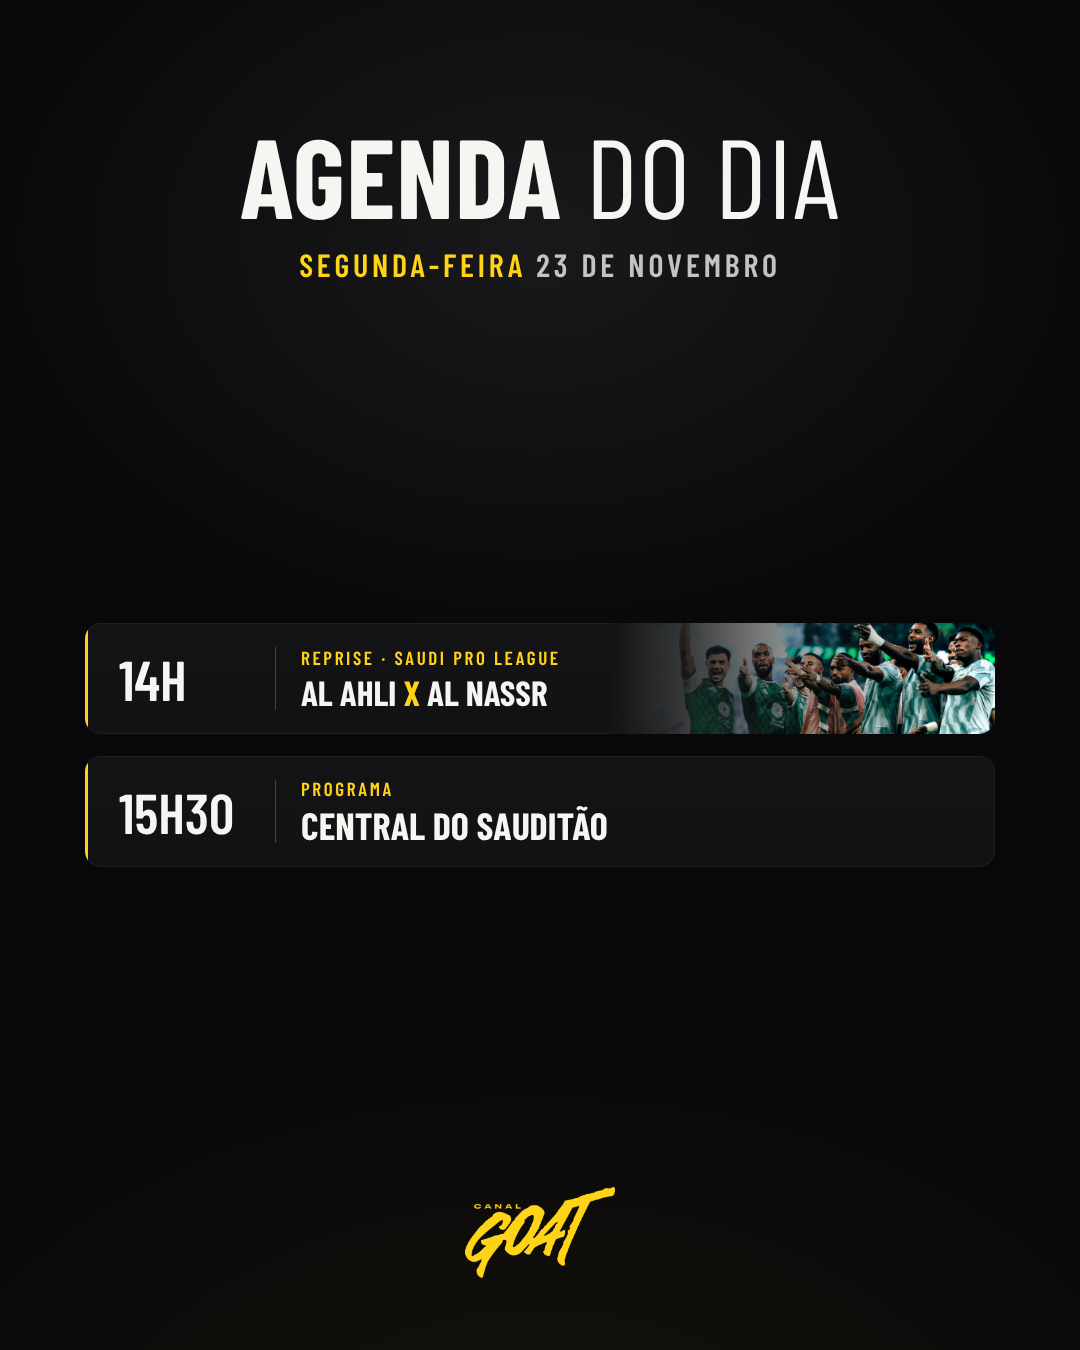 AGENDA DO DIA
SEGUNDA-FEIRA 23 DE NOVEMBRO
14H
REPRISE · SAUDI PRO LEAGUE
AL AHLI X AL NASSR
15H30
PROGRAMA
CENTRAL DO SAUDITÃO
CANAL
GOAT